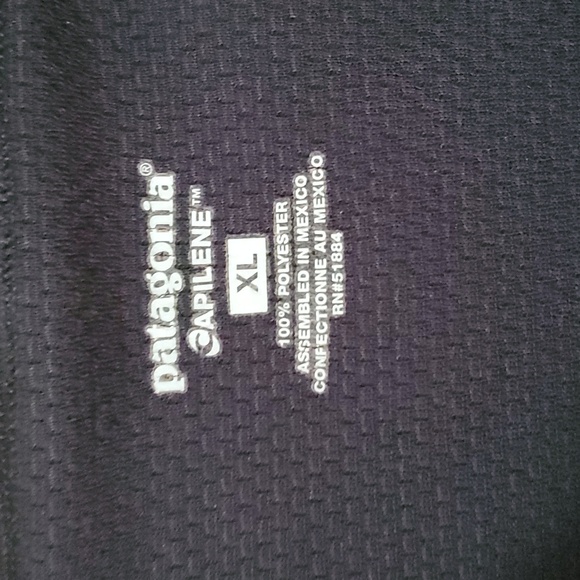 patagonia®
CAPILENE™
XL
100% POLYESTER
ASSEMBLED IN MEXICO
CONFECTIONNE AU MEXICO
RN#51884